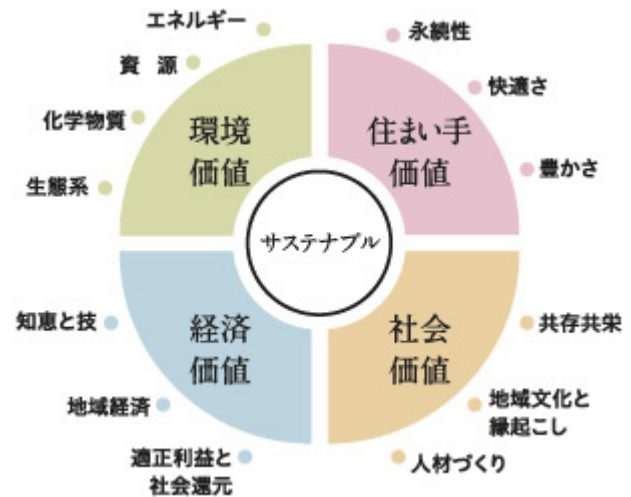 エネルギー
資 源
化学物質
生態系
環境
価値
永続性
快適さ
豊かさ
住まい手
価値
サステナブル
知恵と技
地域経済
適正利益と
社会還元
経済
価値
共存共栄
地域文化と
縁起こし
人材づくり
社会
価値